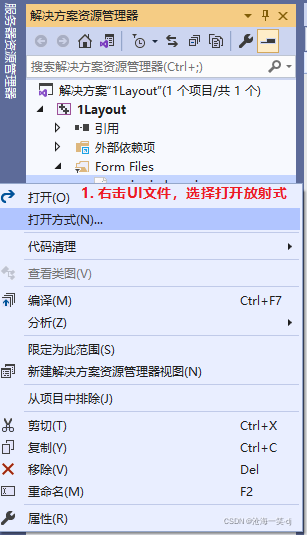 服务器资源管理器
解决方案资源管理器
搜索解决方案资源管理器(Ctrl+;)
解决方案"1Layout"(1 个项目/共 1 个)
1Layout
引用
外部依赖项
Form Files
打开(O)
1. 右击UI文件，选择打开放射式
打开方式(N)...
代码清理
查看类图(V)
编译(M) Ctrl+F7
分析(Z)
限定为此范围(S)
新建解决方案资源管理器视图(N)
从项目中排除(J)
剪切(T) Ctrl+X
复制(Y) Ctrl+C
移除(V) Del
重命名(M) F2
属性(R)
CSDN @沧海一笑-dj